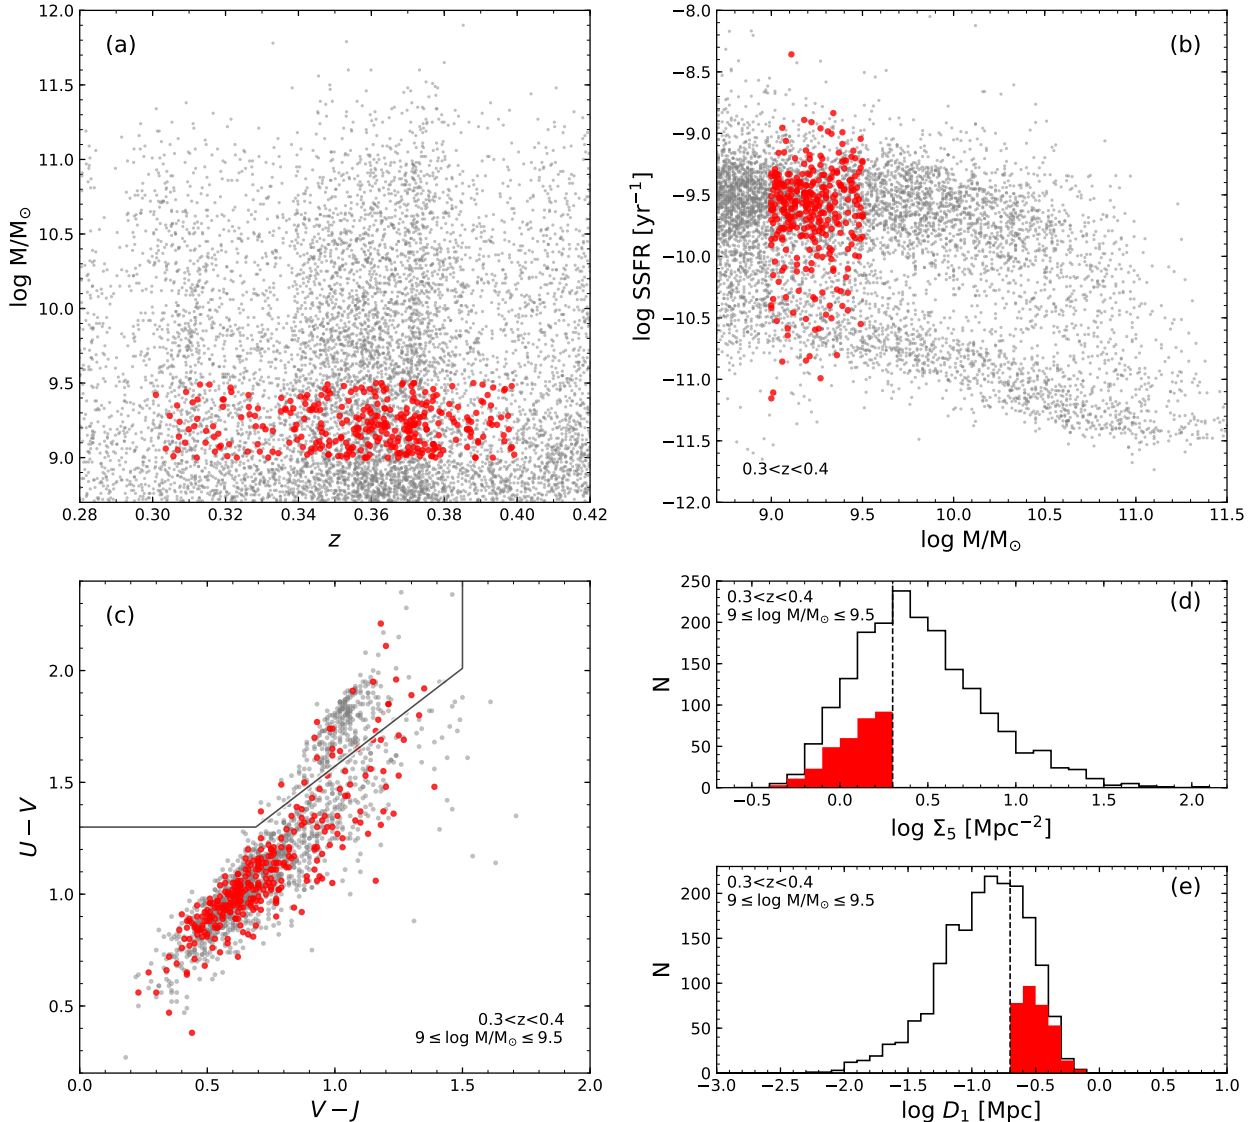 (a)
12.0
11.5
11.0
10.5
10.0
9.5
9.0
log M/M⊙
0.28 0.30 0.32 0.34 0.36 0.38 0.40 0.42
z
(b)
−8.0
−8.5
−9.0
−9.5
−10.0
−10.5
−11.0
−11.5
−12.0
log SSFR [yr⁻¹]
0.3<z<0.4
9.0 9.5 10.0 10.5 11.0 11.5
log M/M⊙
(c)
2.0
1.5
1.0
0.5
U − V
0.3<z<0.4
9 ≤ log M/M⊙ ≤ 9.5
0.0 0.5 1.0 1.5 2.0
V − J
(d)
0.3<z<0.4
9 ≤ log M/M⊙ ≤ 9.5
250
200
150
100
50
0
N
−0.5 0.0 0.5 1.0 1.5 2.0
log Σ₅ [Mpc⁻²]
(e)
0.3<z<0.4
9 ≤ log M/M⊙ ≤ 9.5
200
150
100
50
0
N
−3.0 −2.5 −2.0 −1.5 −1.0 −0.5 0.0 0.5 1.0
log D₁ [Mpc]